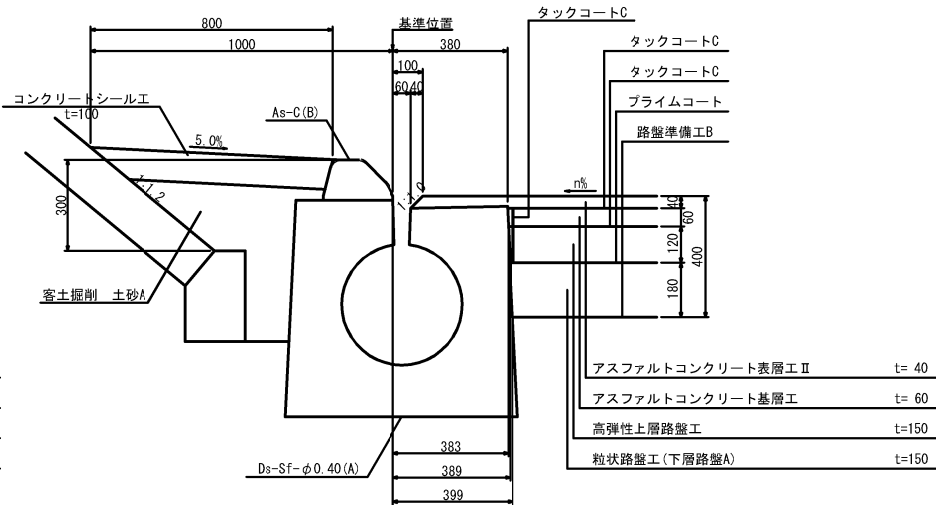 タックコートC
800
基準位置
1000
380
タックコートC
100
タックコートC
60
40
コンクリートシール工
t=100
As-C(B)
プライムコート
5.0%
路盤準備工B
1:1.2
1:1.0
n%
300
40
60
120
400
180
客土掘削 土砂A
アスファルトコンクリート表層工Ⅱ t= 40
アスファルトコンクリート基層工 t= 60
高弾性上層路盤工 t=150
粒状路盤工(下層路盤A) t=150
383
Ds-Sf-φ0.40(A)
389
399